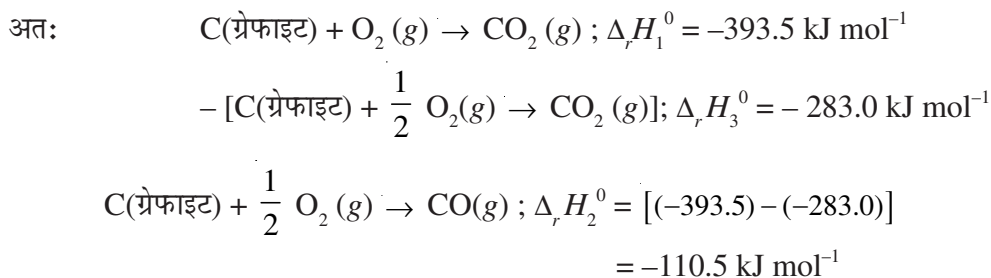 अतः C(ग्रेफाइट) + O₂ (g) → CO₂ (g) ; ΔᵣH₁⁰ = –393.5 kJ mol⁻¹
– [C(ग्रेफाइट) + 1/2 O₂(g) → CO₂ (g)]; ΔᵣH₃⁰ = – 283.0 kJ mol⁻¹
C(ग्रेफाइट) + 1/2 O₂ (g) → CO(g) ; ΔᵣH₂⁰ = [(–393.5) – (–283.0)]
= –110.5 kJ mol⁻¹